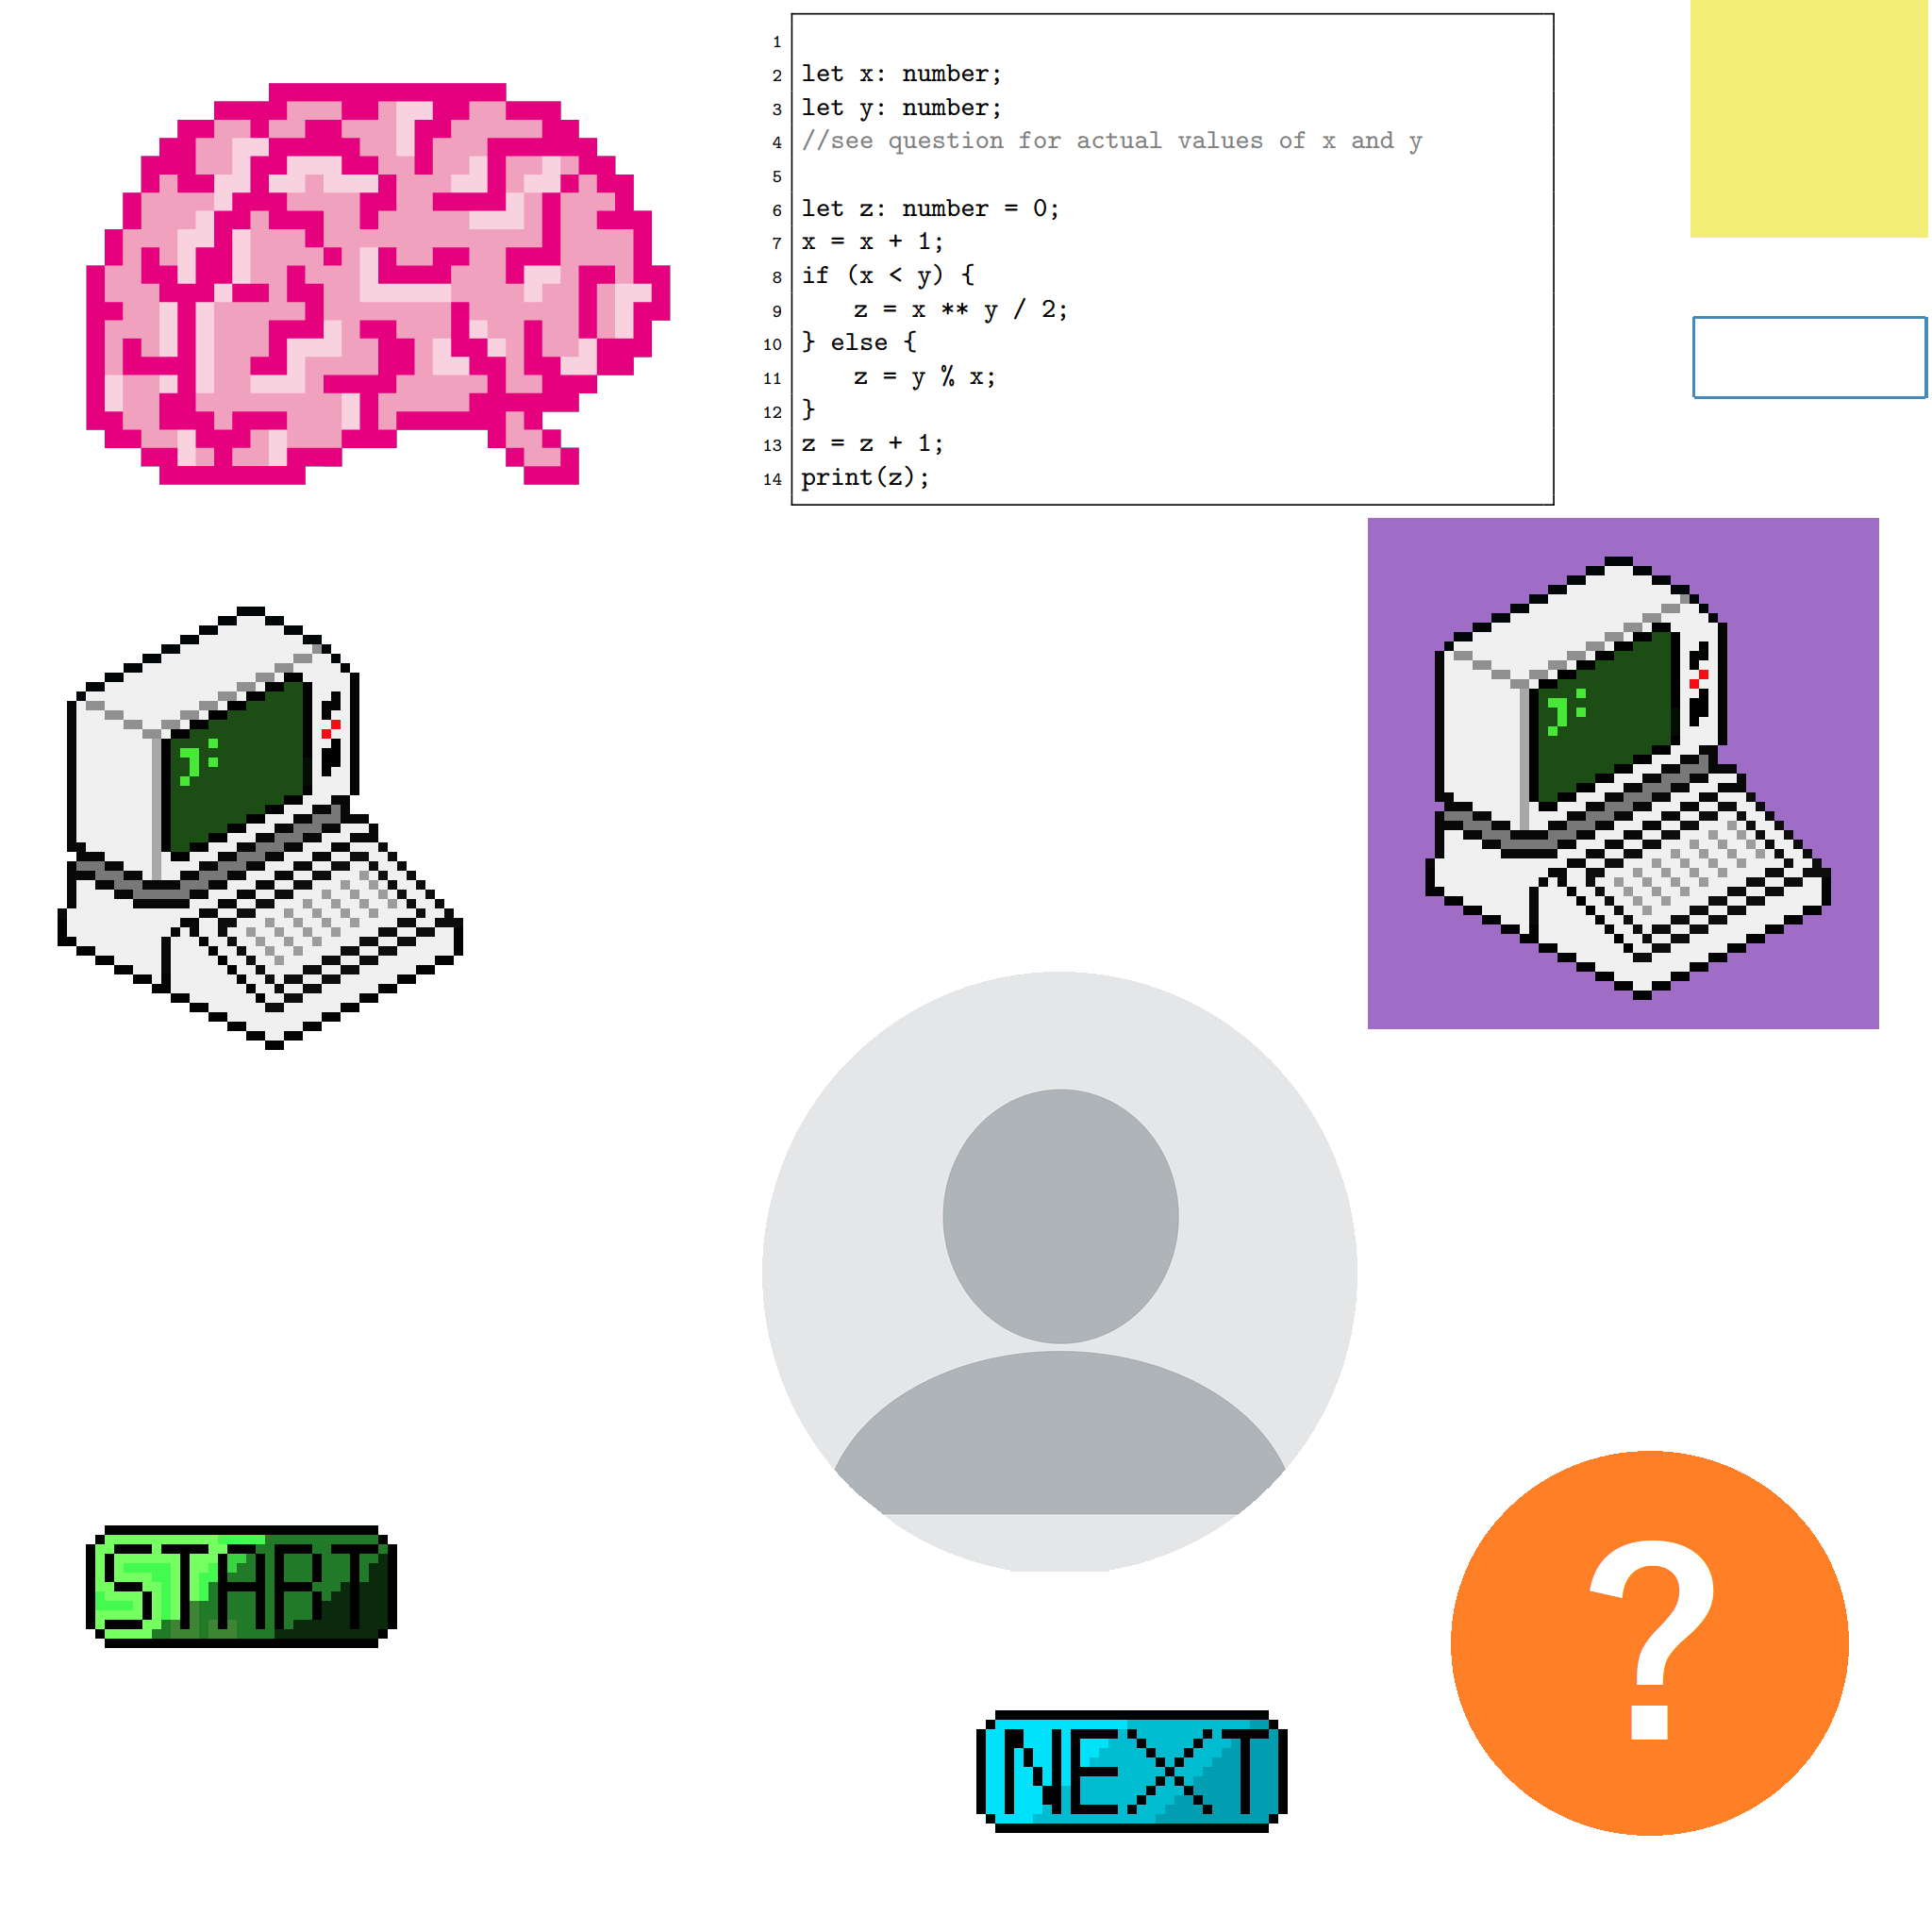 1
2 let x: number;
3 let y: number;
4 //see question for actual values of x and y
5
6 let z: number = 0;
7 x = x + 1;
8 if (x < y) {
9 z = x ** y / 2;
10 } else {
11 z = y % x;
12 }
13 z = z + 1;
14 print(z);
START
NEXT
?